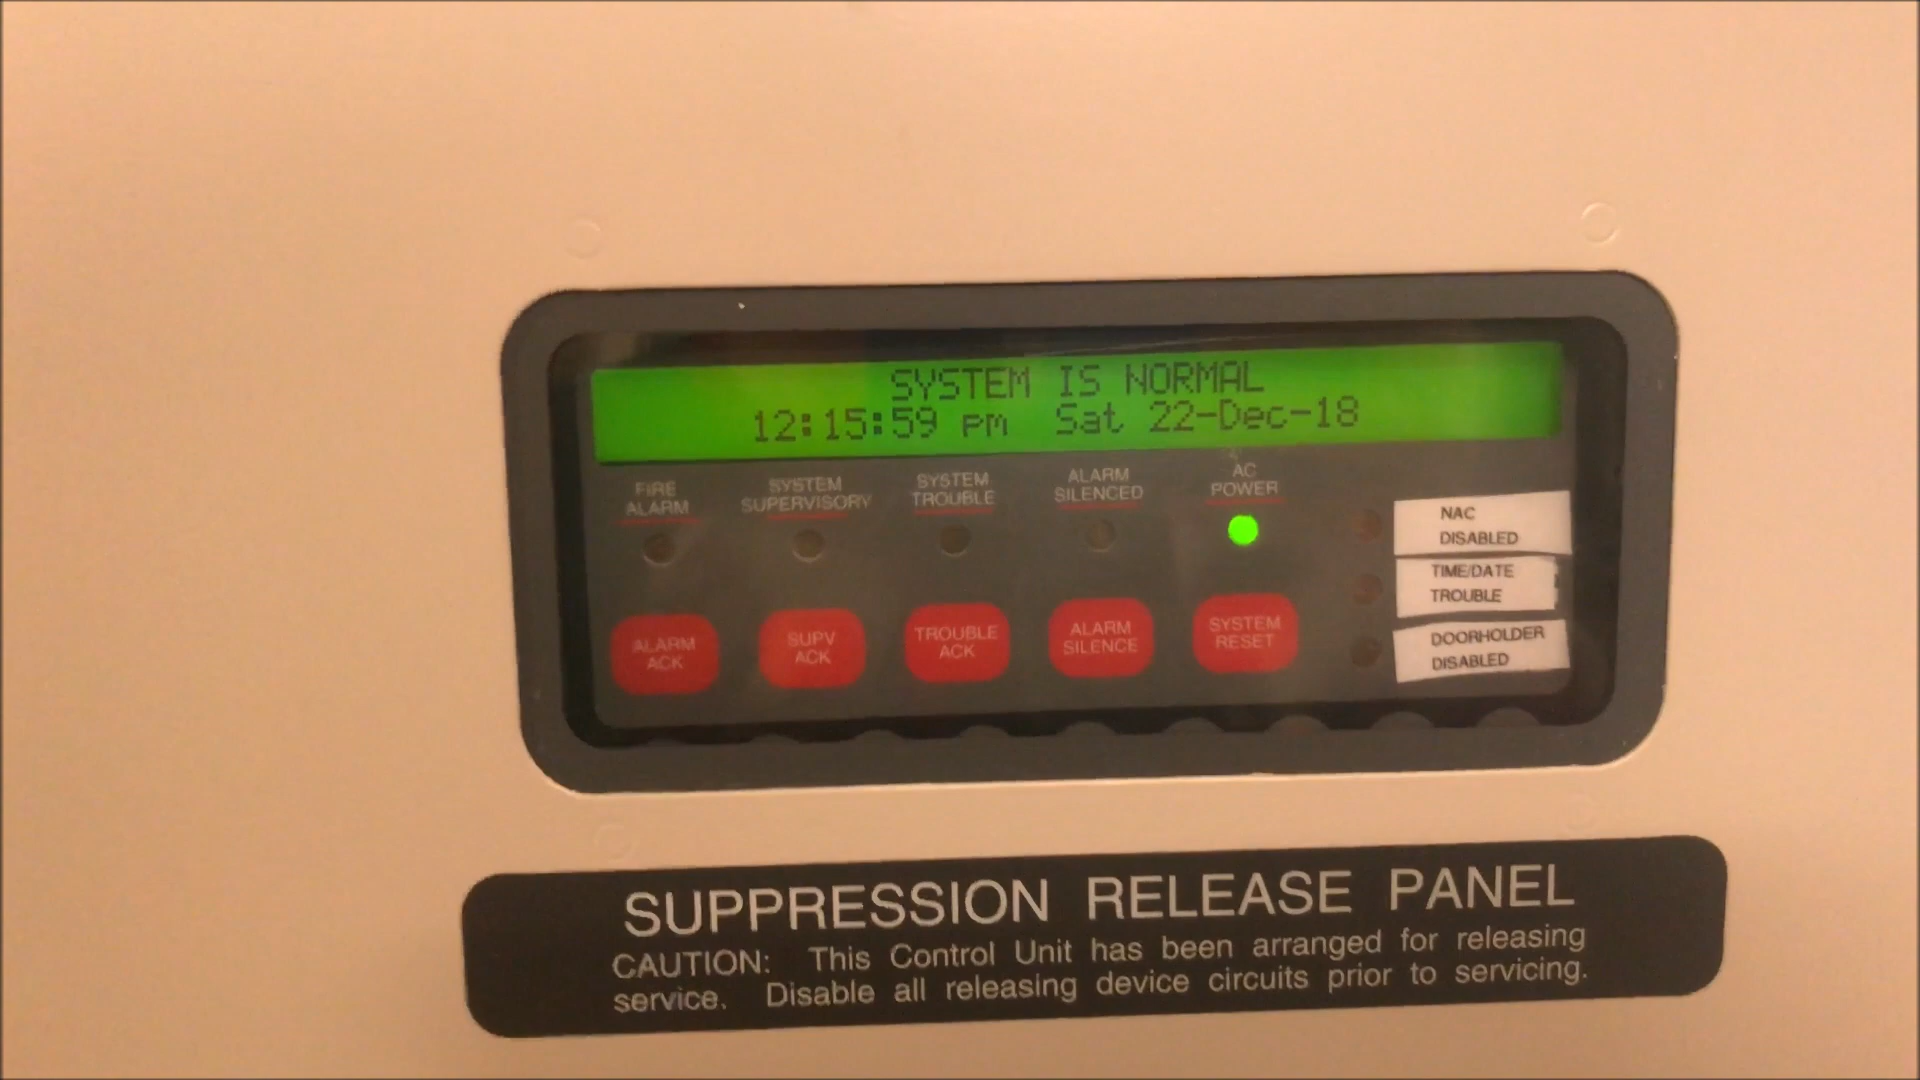 SYSTEM IS NORMAL
12:15:59 pm Sat 22-Dec-18
FIRE
ALARM
SYSTEM
SUPERVISORY
SYSTEM
TROUBLE
ALARM
SILENCED
AC
POWER
ALARM
ACK
SUPV
ACK
TROUBLE
ACK
ALARM
SILENCE
SYSTEM
RESET
NAC
DISABLED
TIME/DATE
TROUBLE
DOORHOLDER
DISABLED
SUPPRESSION RELEASE PANEL
CAUTION: This Control Unit has been arranged for releasing
service. Disable all releasing device circuits prior to servicing.